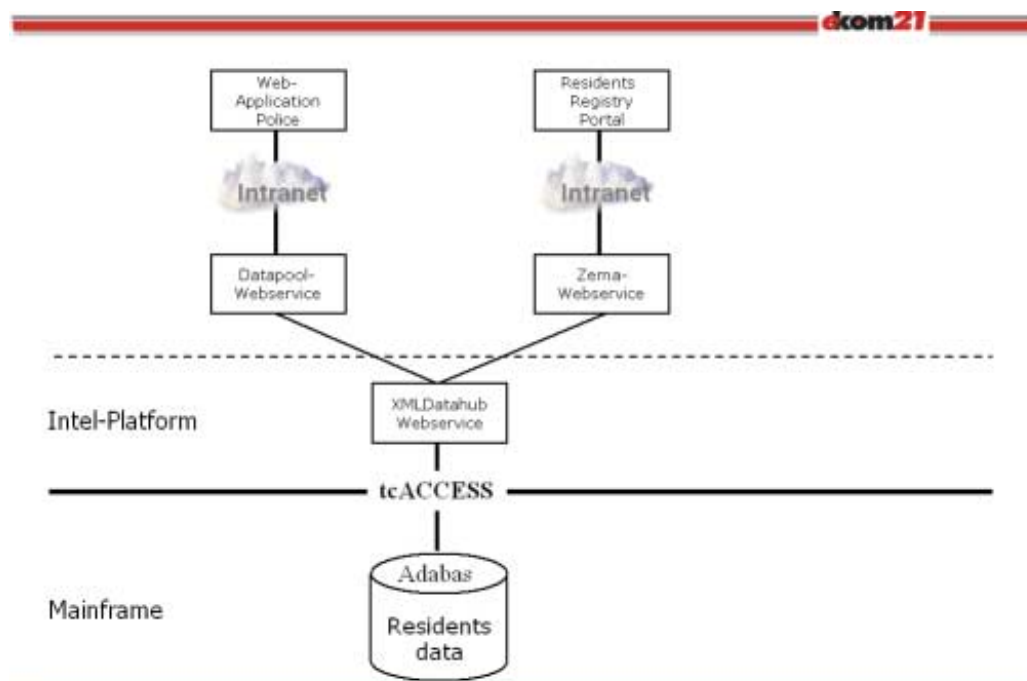 ekom21
Web-
Application
Police
Residents
Registry
Portal
Intranet
Intranet
Datapool-
Webservice
Zema-
Webservice
Intel-Platform
XMLDatahub
Webservice
tcACCESS
Mainframe
Adabas
Residents
data